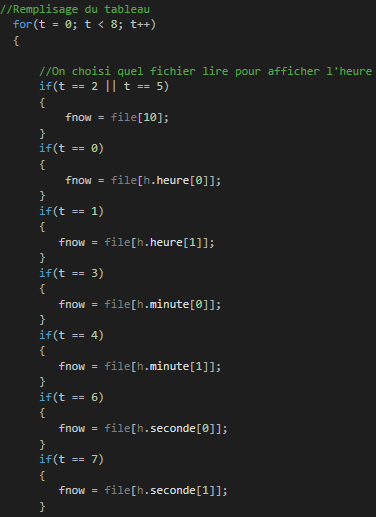 //Remplisage du tableau
for(t = 0; t < 8; t++)
{
//On choisi quel fichier lire pour afficher l'heure
if(t == 2 || t == 5)
{
fnow = file[10];
}
if(t == 0)
{
fnow = file[h.heure[0]];
}
if(t == 1)
{
fnow = file[h.heure[1]];
}
if(t == 3)
{
fnow = file[h.minute[0]];
}
if(t == 4)
{
fnow = file[h.minute[1]];
}
if(t == 6)
{
fnow = file[h.seconde[0]];
}
if(t == 7)
{
fnow = file[h.seconde[1]];
}